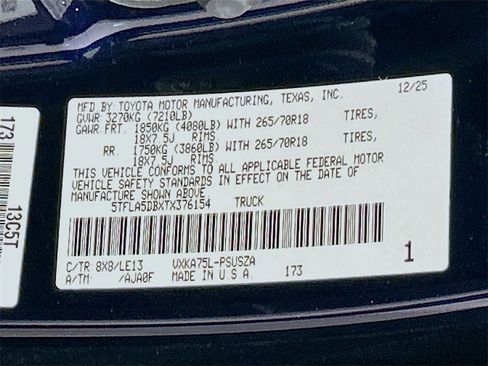 MFD BY: TOYOTA MOTOR MANUFACTURING, TEXAS, INC. 12/25
GVWR: 3270KG (7210LB)
GAWR: FRT. 1850KG (4080LB) WITH 265/70R18 TIRES,
18X7.5J RIMS
RR. 1750KG (3860LB) WITH 265/70R18 TIRES,
18X7.5J RIMS
THIS VEHICLE CONFORMS TO ALL APPLICABLE FEDERAL MOTOR
VEHICLE SAFETY STANDARDS IN EFFECT ON THE DATE OF
MANUFACTURE SHOWN ABOVE
5TFLA5DBXTX376154 TRUCK
C/TR: 8X8/LE13 VXKA75L-PSUSZA
A/TM: /AJA0F MADE IN U.S.A. 173 1
173
13C5T